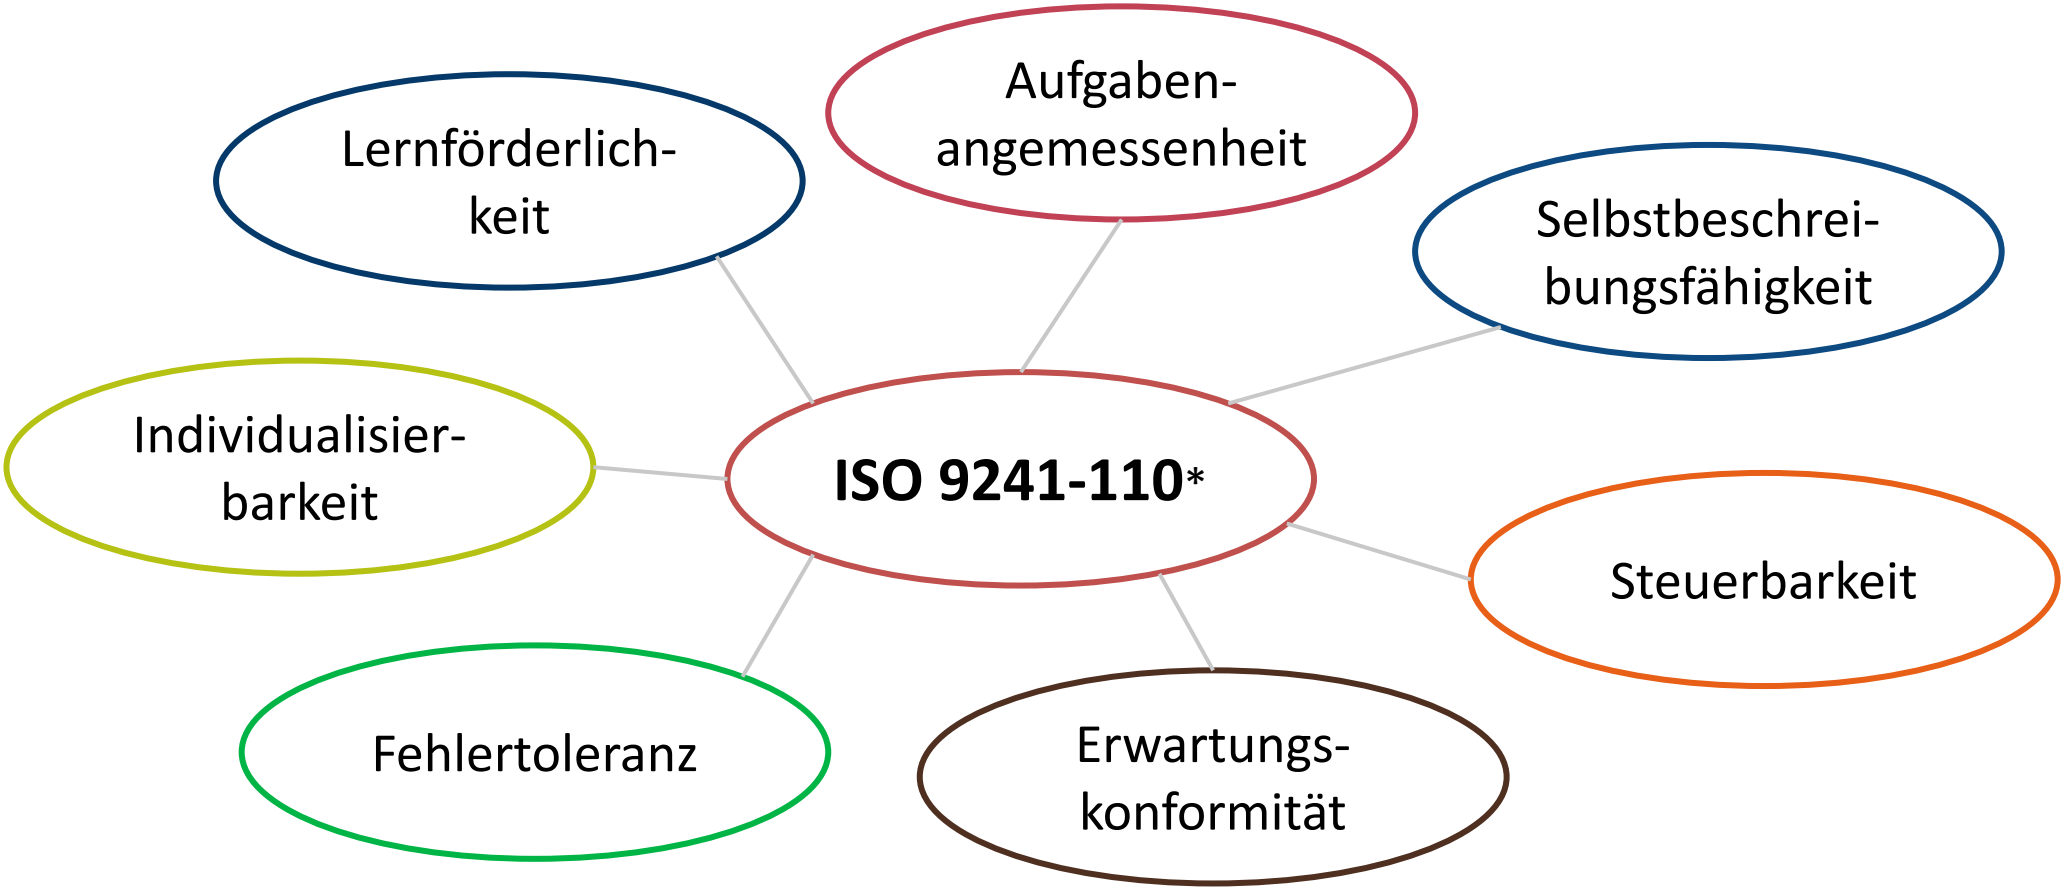 Aufgaben-
angemessenheit
Lernförderlich-
keit
Selbstbeschrei-
bungsfähigkeit
Individualisier-
barkeit
ISO 9241-110*
Steuerbarkeit
Fehlertoleranz
Erwartungs-
konformität